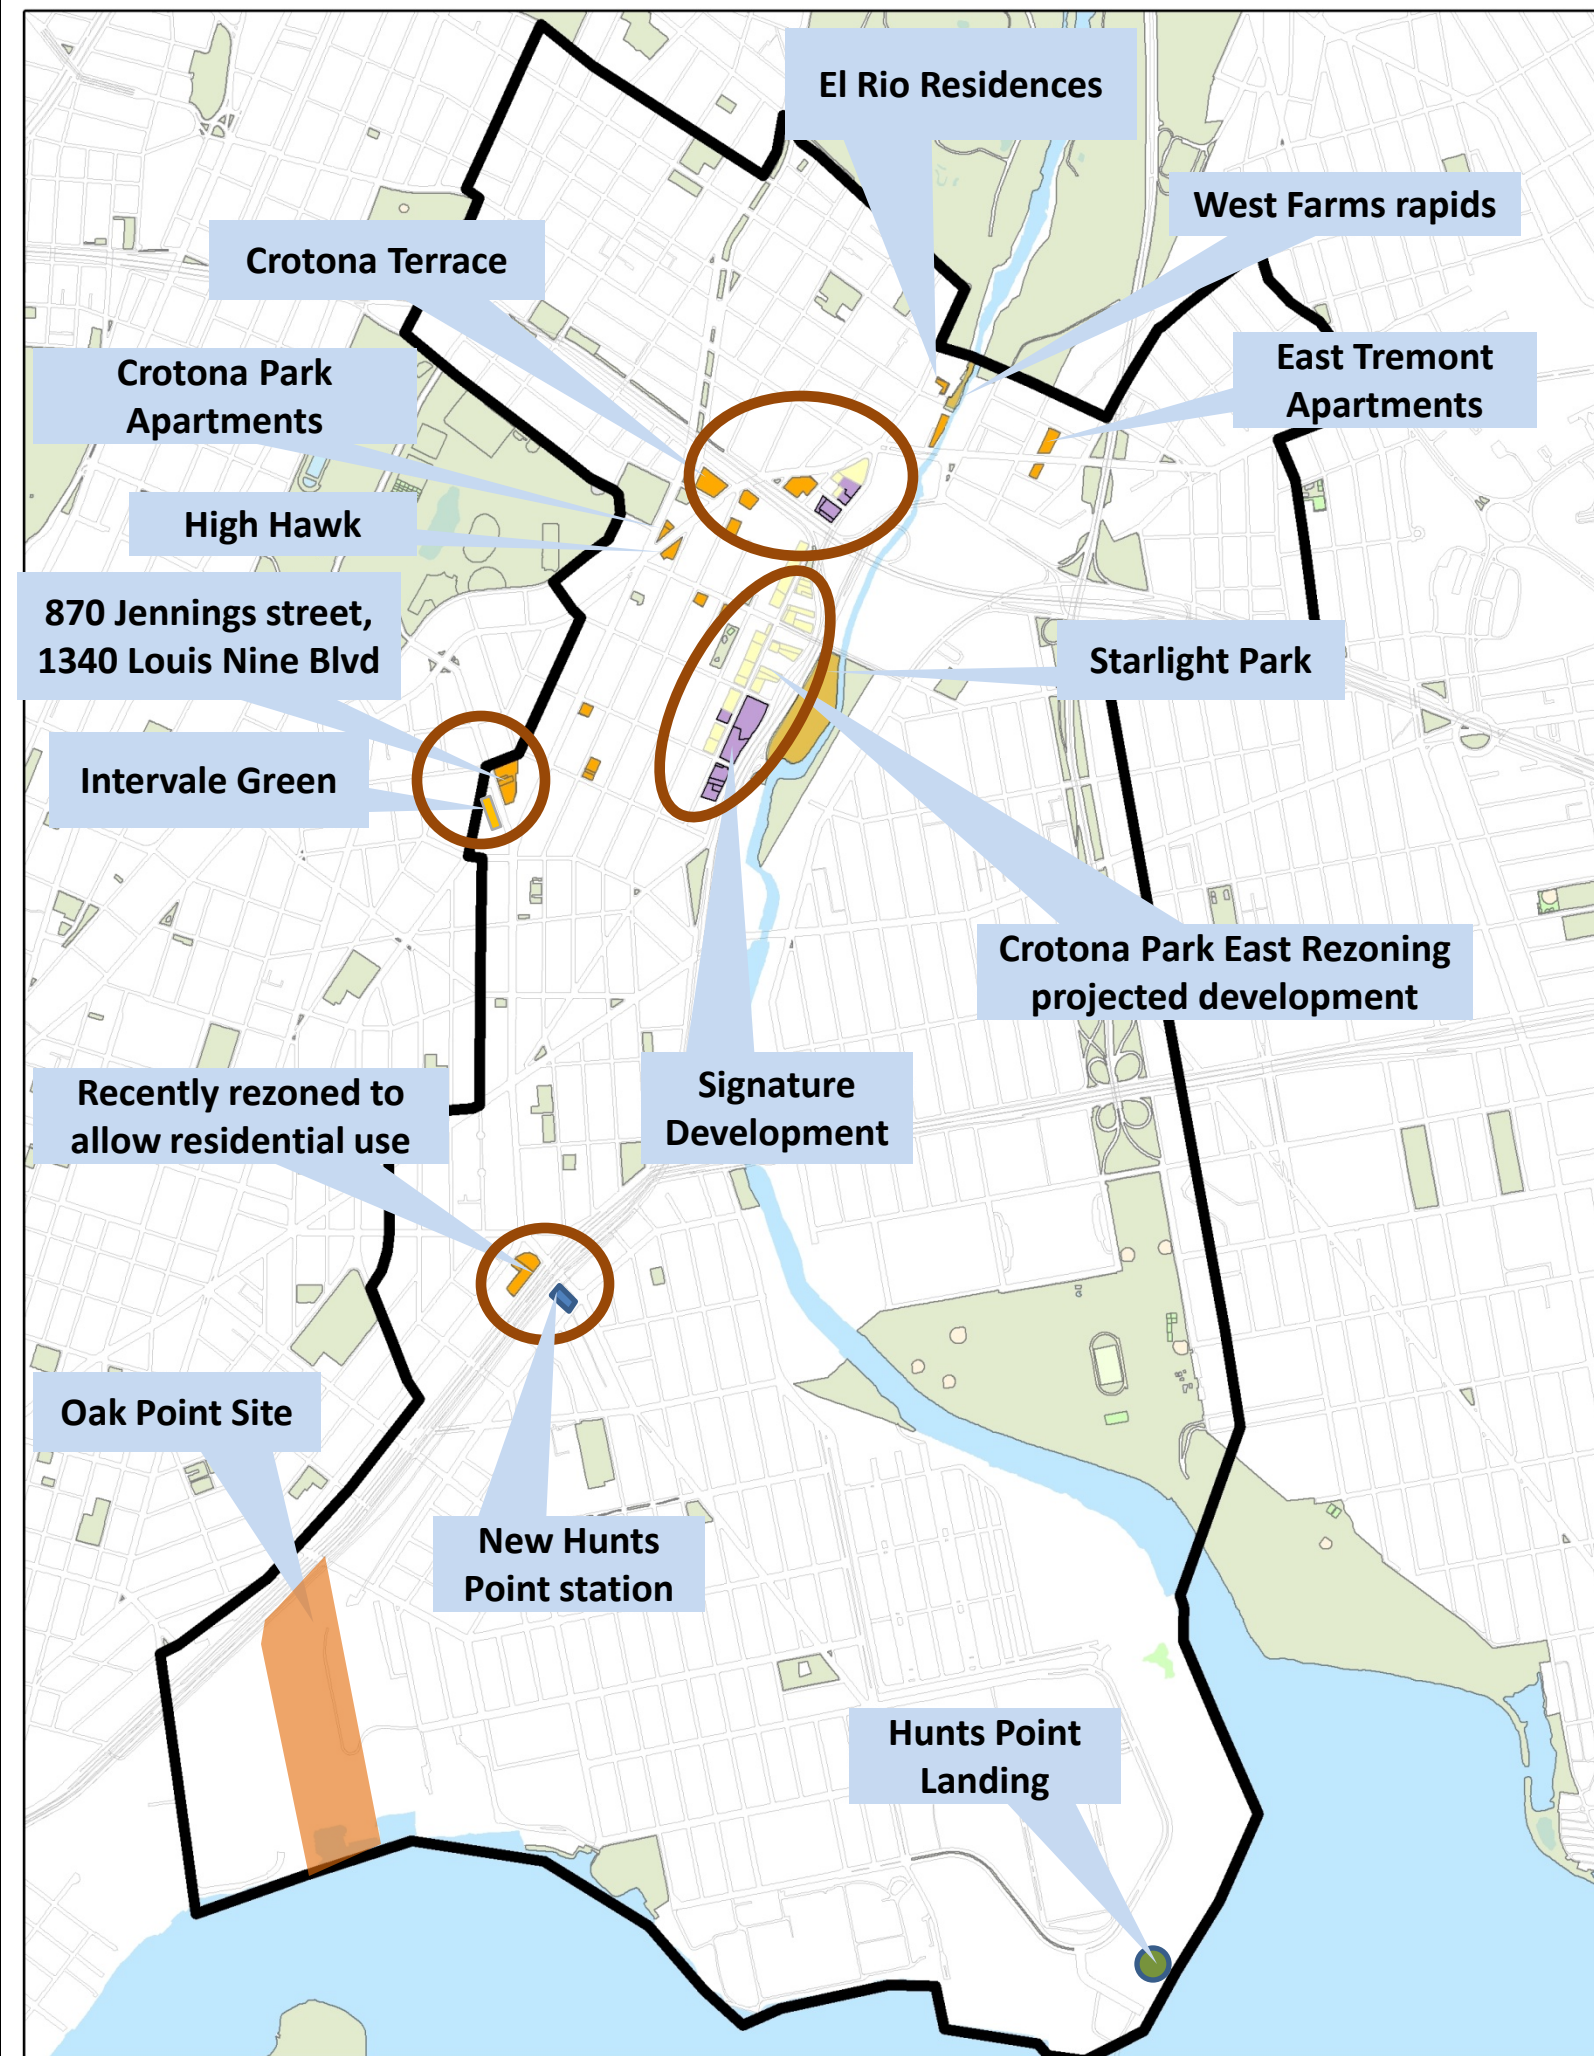 El Rio Residences
West Farms rapids
Crotona Terrace
East Tremont
Apartments
Crotona Park
Apartments
High Hawk
870 Jennings street,
1340 Louis Nine Blvd
Starlight Park
Intervale Green
Crotona Park East Rezoning
projected development
Signature
Development
Recently rezoned to
allow residential use
Oak Point Site
New Hunts
Point station
Hunts Point
Landing